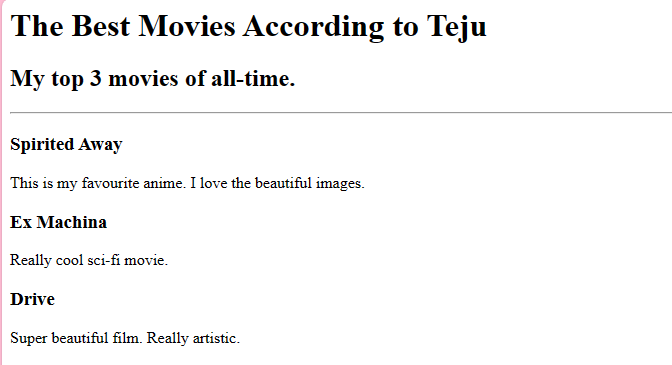 The Best Movies According to Teju
My top 3 movies of all-time.
Spirited Away
This is my favourite anime. I love the beautiful images.
Ex Machina
Really cool sci-fi movie.
Drive
Super beautiful film. Really artistic.